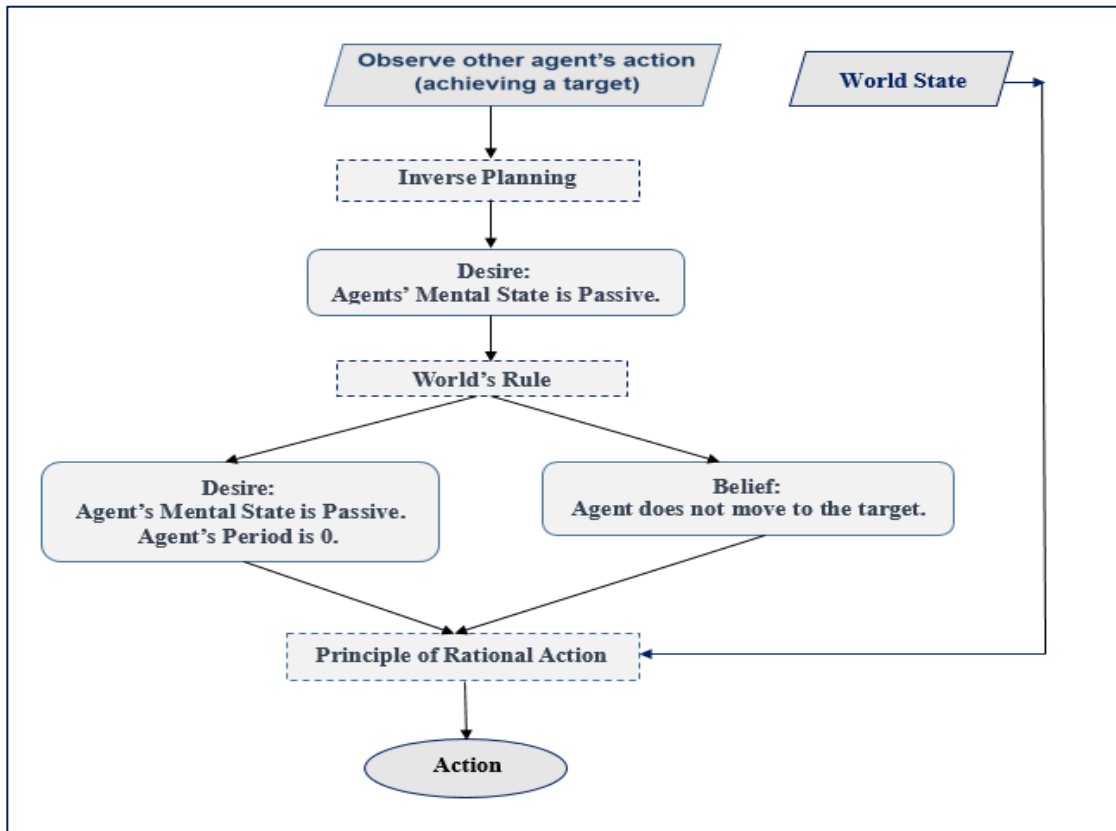 Observe other agent's action
(achieving a target)
World State
Inverse Planning
Desire:
Agents' Mental State is Passive.
World's Rule
Desire:
Agent's Mental State is Passive.
Agent's Period is 0.
Belief:
Agent does not move to the target.
Principle of Rational Action
Action